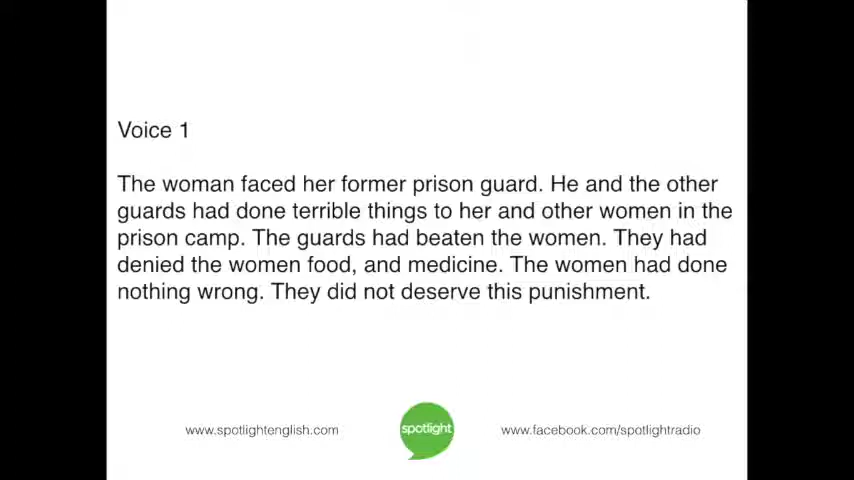 Voice 1
The woman faced her former prison guard. He and the other
guards had done terrible things to her and other women in the
prison camp. The guards had beaten the women. They had
denied the women food, and medicine. The women had done
nothing wrong. They did not deserve this punishment.
www.spotlightenglish.com
spotlight
www.facebook.com/spotlightradio